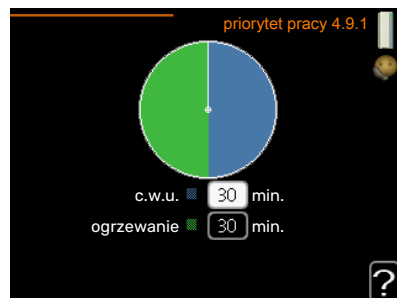 priorytet pracy 4.9.1
c.w.u. 30 min.
ogrzewanie 30 min.
?